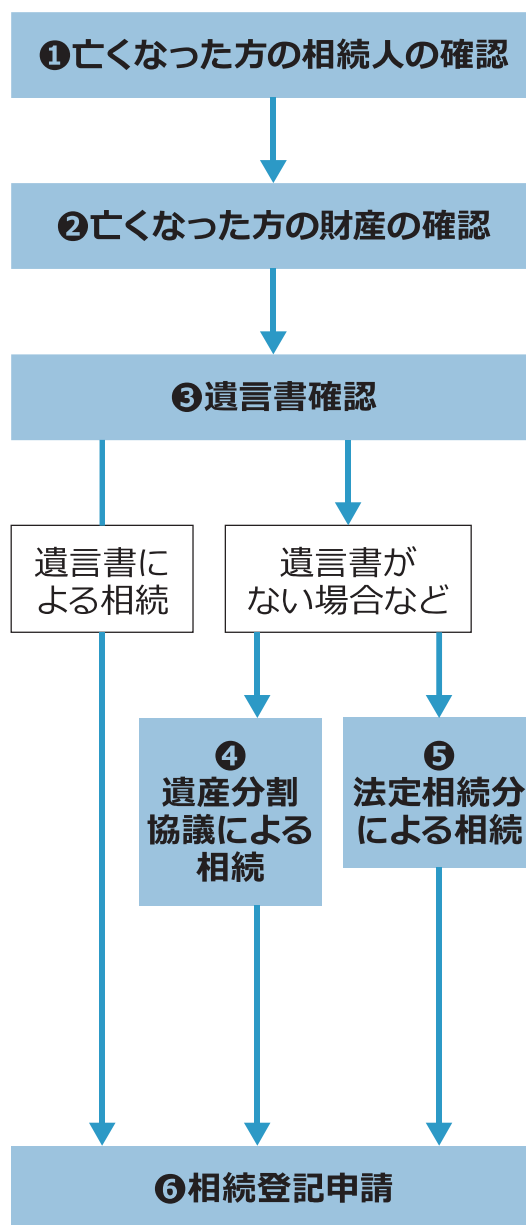 ❶亡くなった方の相続人の確認
❷亡くなった方の財産の確認
❸遺言書確認
遺言書に
よる相続
遺言書が
ない場合など
❹
遺産分割
協議による
相続
❺
法定相続分
による相続
❻相続登記申請